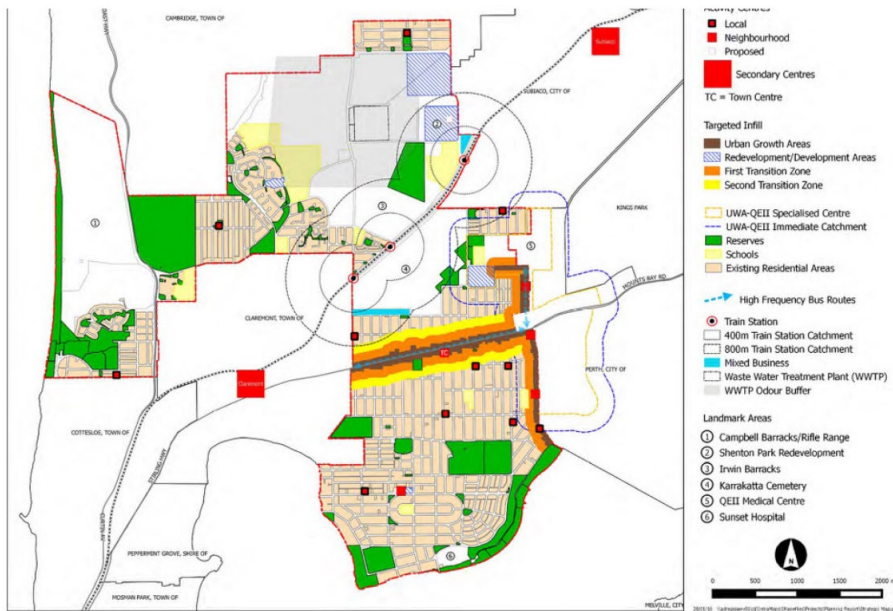 CAMBRIDGE, TOWN OF
Subiaco
SUBIACO, CITY OF
KINGS PARK
MOUNTS BAY RD
CLAREMONT, TOWN OF
Claremont
PERTH, CITY OF
COTTESLOE, TOWN OF
STIRLING HWY
CURTIN AV
PEPPERMINT GROVE, SHIRE OF
MOSMAN PARK, TOWN OF
MELVILLE, CITY
TC
1
2
3
4
5
6
Activity Centres
Local
Neighbourhood
Proposed
Secondary Centres
TC = Town Centre
Targeted Infill
Urban Growth Areas
Redevelopment/Development Areas
First Transition Zone
Second Transition Zone
UWA-QEII Specialised Centre
UWA-QEII Immediate Catchment
Reserves
Schools
Existing Residential Areas
High Frequency Bus Routes
Train Station
400m Train Station Catchment
800m Train Station Catchment
Mixed Business
Waste Water Treatment Plant (WWTP)
WWTP Odour Buffer
Landmark Areas
1 Campbell Barracks/Rifle Range
2 Shenton Park Redevelopment
3 Irwin Barracks
4 Karrakatta Cemetery
5 QEII Medical Centre
6 Sunset Hospital
N
0 500 1000 1500 2000